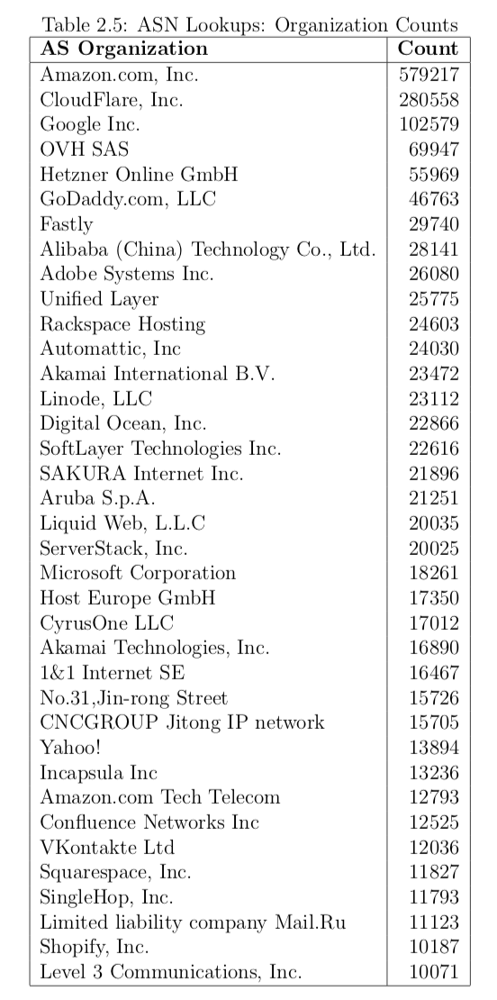 Table 2.5: ASN Lookups: Organization Counts
AS Organization Count
Amazon.com, Inc. 579217
CloudFlare, Inc. 280558
Google Inc. 102579
OVH SAS 69947
Hetzner Online GmbH 55969
GoDaddy.com, LLC 46763
Fastly 29740
Alibaba (China) Technology Co., Ltd. 28141
Adobe Systems Inc. 26080
Unified Layer 25775
Rackspace Hosting 24603
Automattic, Inc 24030
Akamai International B.V. 23472
Linode, LLC 23112
Digital Ocean, Inc. 22866
SoftLayer Technologies Inc. 22616
SAKURA Internet Inc. 21896
Aruba S.p.A. 21251
Liquid Web, L.L.C 20035
ServerStack, Inc. 20025
Microsoft Corporation 18261
Host Europe GmbH 17350
CyrusOne LLC 17012
Akamai Technologies, Inc. 16890
1&1 Internet SE 16467
No.31,Jin-rong Street 15726
CNCGROUP Jitong IP network 15705
Yahoo! 13894
Incapsula Inc 13236
Amazon.com Tech Telecom 12793
Confluence Networks Inc 12525
VKontakte Ltd 12036
Squarespace, Inc. 11827
SingleHop, Inc. 11793
Limited liability company Mail.Ru 11123
Shopify, Inc. 10187
Level 3 Communications, Inc. 10071